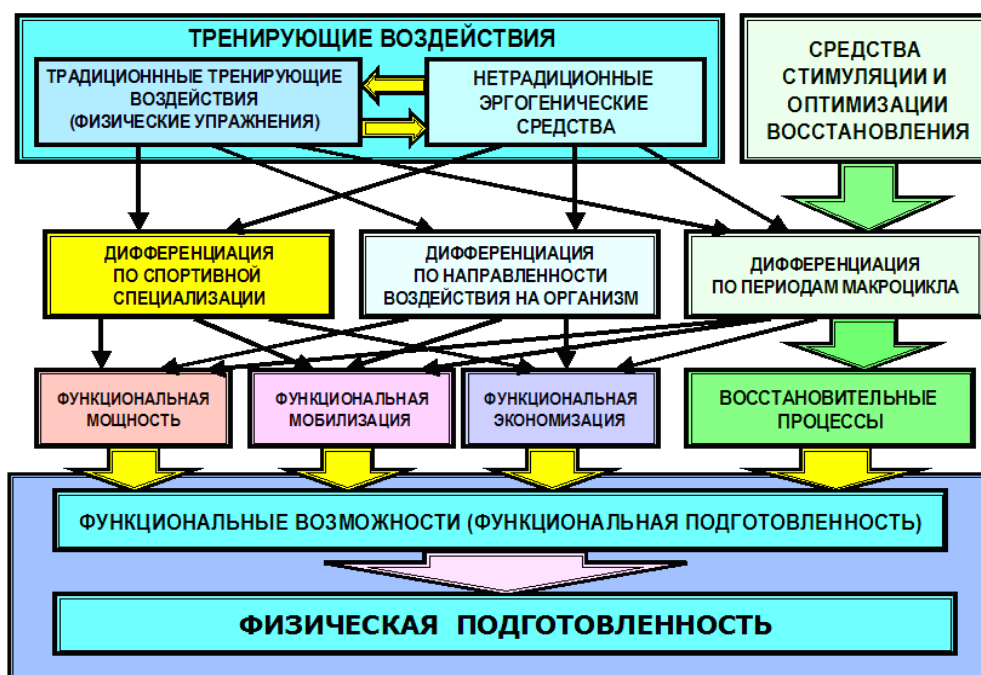 ТРЕНИРУЮЩИЕ ВОЗДЕЙСТВИЯ
ТРАДИЦИОНННЫЕ ТРЕНИРУЮЩИЕ
ВОЗДЕЙСТВИЯ
(ФИЗИЧЕСКИЕ УПРАЖНЕНИЯ)
НЕТРАДИЦИОННЫЕ
ЭРГОГЕНИЧЕСКИЕ
СРЕДСТВА
СРЕДСТВА
СТИМУЛЯЦИИ И
ОПТИМИЗАЦИИ
ВОССТАНОВЛЕНИЯ
ДИФФЕРЕНЦИАЦИЯ
ПО СПОРТИВНОЙ
СПЕЦИАЛИЗАЦИИ
ДИФФЕРЕНЦИАЦИЯ
ПО НАПРАВЛЕННОСТИ
ВОЗДЕЙСТВИЯ НА ОРГАНИЗМ
ДИФФЕРЕНЦИАЦИЯ
ПО ПЕРИОДАМ МАКРОЦИКЛА
ФУНКЦИОНАЛЬНАЯ
МОЩНОСТЬ
ФУНКЦИОНАЛЬНАЯ
МОБИЛИЗАЦИЯ
ФУНКЦИОНАЛЬНАЯ
ЭКОНОМИЗАЦИЯ
ВОССТАНОВИТЕЛЬНЫЕ
ПРОЦЕССЫ
ФУНКЦИОНАЛЬНЫЕ ВОЗМОЖНОСТИ (ФУНКЦИОНАЛЬНАЯ ПОДГОТОВЛЕННОСТЬ)
ФИЗИЧЕСКАЯ ПОДГОТОВЛЕННОСТЬ